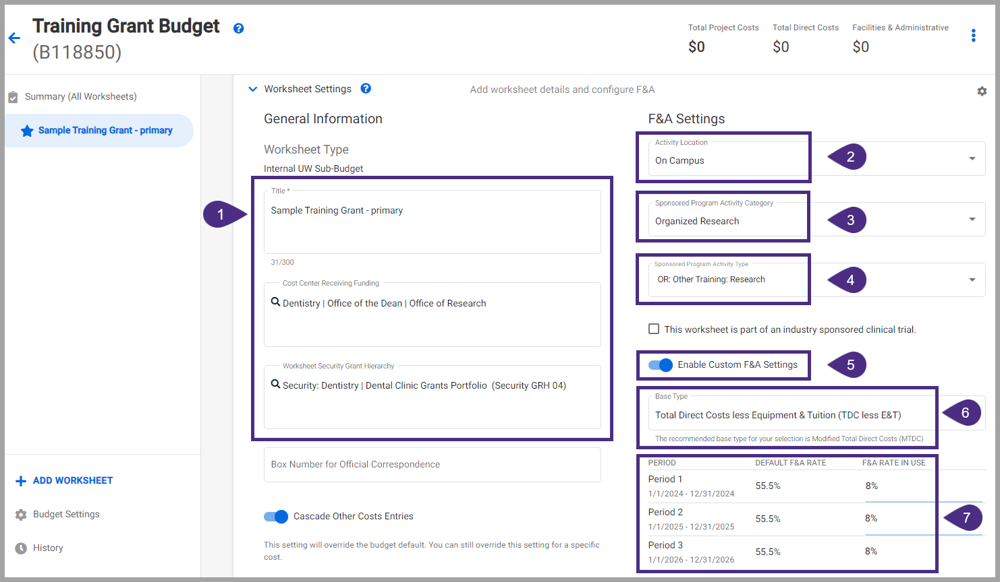 Training Grant Budget
(B118850)
Total Project Costs
$0
Total Direct Costs
$0
Facilities & Administrative
$0
Summary (All Worksheets)
Sample Training Grant - primary
ADD WORKSHEET
Budget Settings
History
Worksheet Settings
Add worksheet details and configure F&A
General Information
Worksheet Type
Internal UW Sub-Budget
1
Title *
Sample Training Grant - primary
31/300
Cost Center Receiving Funding
Dentistry | Office of the Dean | Office of Research
Worksheet Security Grant Hierarchy
Security: Dentistry | Dental Clinic Grants Portfolio (Security GRH 04)
Box Number for Official Correspondence
Cascade Other Costs Entries
This setting will override the budget default. You can still override this setting for a specific
cost.
F&A Settings
Activity Location
On Campus
2
Sponsored Program Activity Category
Organized Research
3
Sponsored Program Activity Type
OR: Other Training: Research
4
This worksheet is part of an industry sponsored clinical trial.
Enable Custom F&A Settings
5
Base Type
Total Direct Costs less Equipment & Tuition (TDC less E&T)
6
The recommended base type for your selection is Modified Total Direct Costs (MTDC)
PERIOD DEFAULT F&A RATE F&A RATE IN USE
Period 1
1/1/2024 - 12/31/2024
55.5% 8%
Period 2
1/1/2025 - 12/31/2025
55.5% 8%
7
Period 3
1/1/2026 - 12/31/2026
55.5% 8%